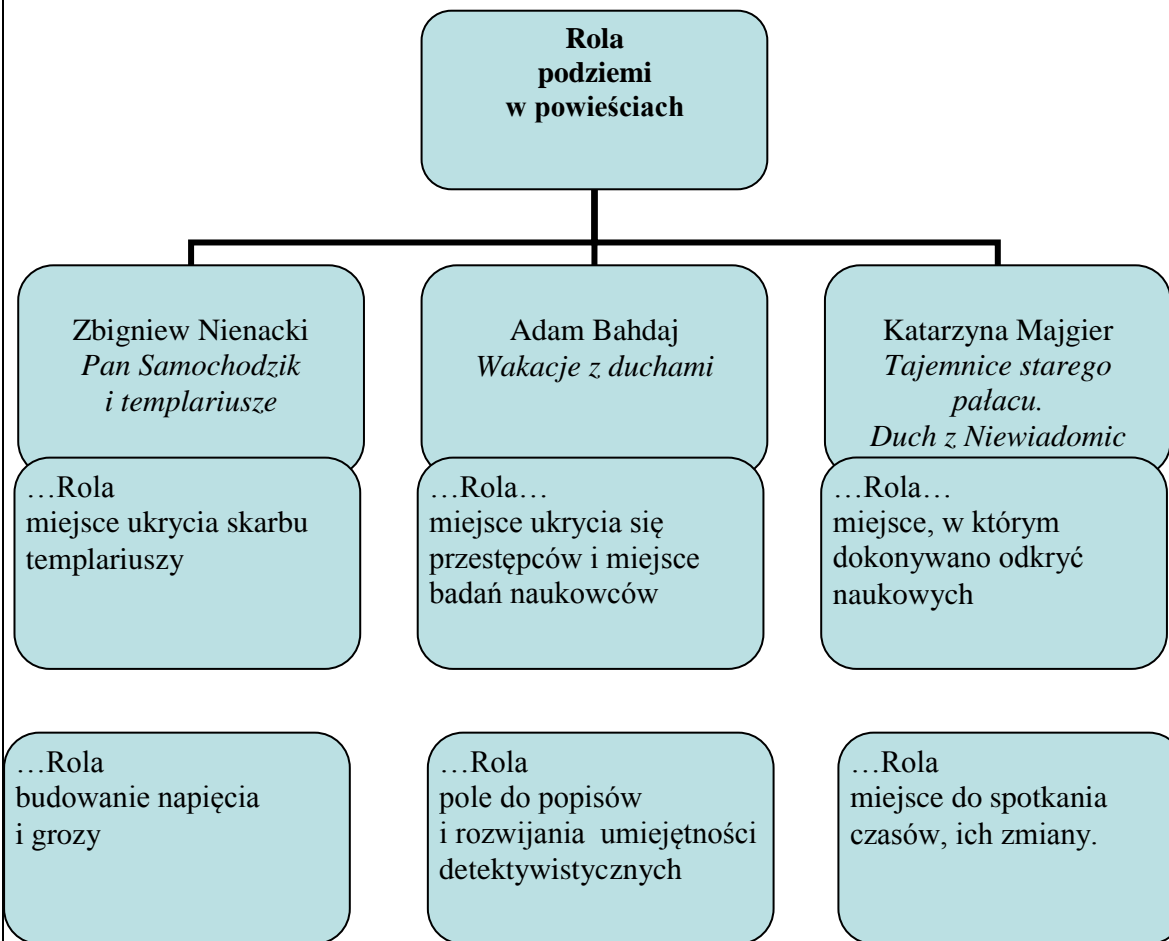 Rola
podziemi
w powieściach
Zbigniew Nienacki
Pan Samochodzik
i templariusze
Adam Bahdaj
Wakacje z duchami
Katarzyna Majgier
Tajemnice starego
pałacu.
Duch z Niewiadomic
…Rola
miejsce ukrycia skarbu
templariuszy
…Rola…
miejsce ukrycia się
przestępców i miejsce
badań naukowców
…Rola…
miejsce, w którym
dokonywano odkryć
naukowych
…Rola
budowanie napięcia
i grozy
…Rola
pole do popisów
i rozwijania  umiejętności
detektywistycznych
…Rola
miejsce do spotkania
czasów, ich zmiany.